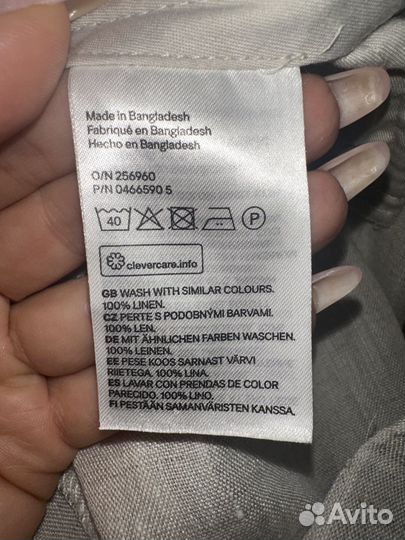 Made in Bangladesh
Fabriqué en Bangladesh
Hecho en Bangladesh
O/N 256960
P/N 0466590 5
40
P
clevercare.info
GB WASH WITH SIMILAR COLOURS.
100% LINEN.
CZ PERTE S PODOBNÝMI BARVAMI.
100% LEN.
DE MIT ÄHNLICHEN FARBEN WASCHEN.
100% LEINEN.
EE PESE KOOS SARNAST VÄRVI
RIIETEGA. 100% LINA.
ES LAVAR CON PRENDAS DE COLOR
PARECIDO. 100% LINO.
FI PESTÄÄN SAMANVÄRISTEN KANSSA.
Avito